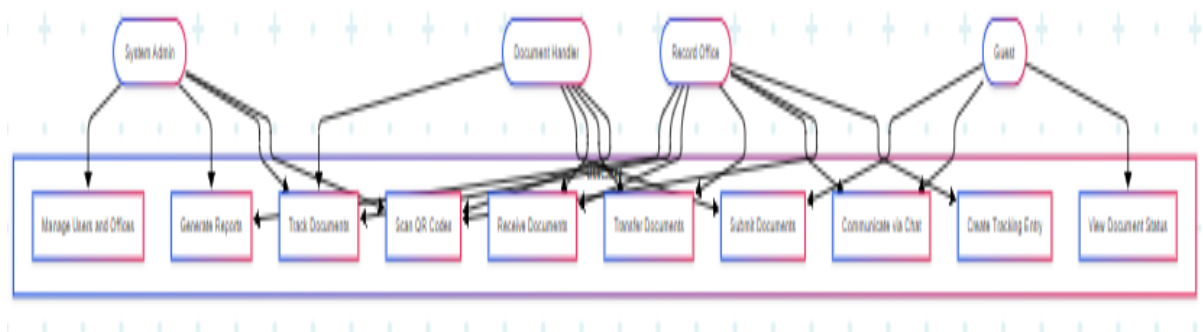 System Admin
Document Handler
Record Office
Guest
Manage Users and Offices
Generate Reports
Track Documents
Scan QR Codes
Receive Documents
Transfer Documents
Submit Documents
Communicate via Chat
Create Tracking Entry
View Document Status